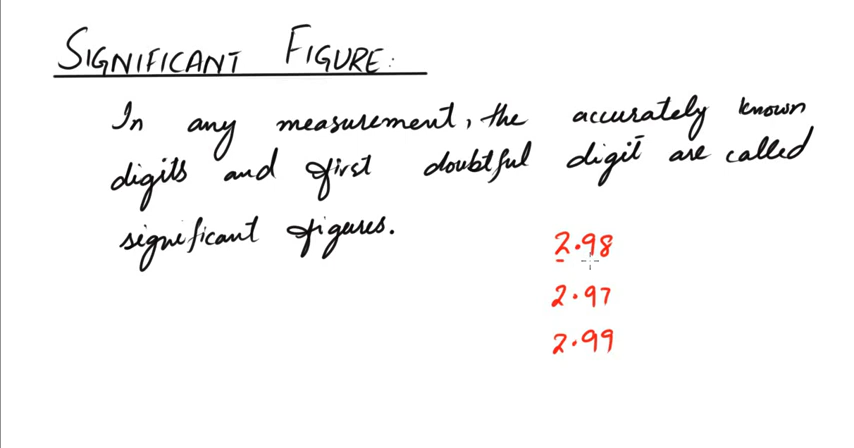 SIGNIFICANT FIGURE:
In any measurement, the accurately known
digits and first doubtful digit are called
significant figures.
2.98
2.97
2.99